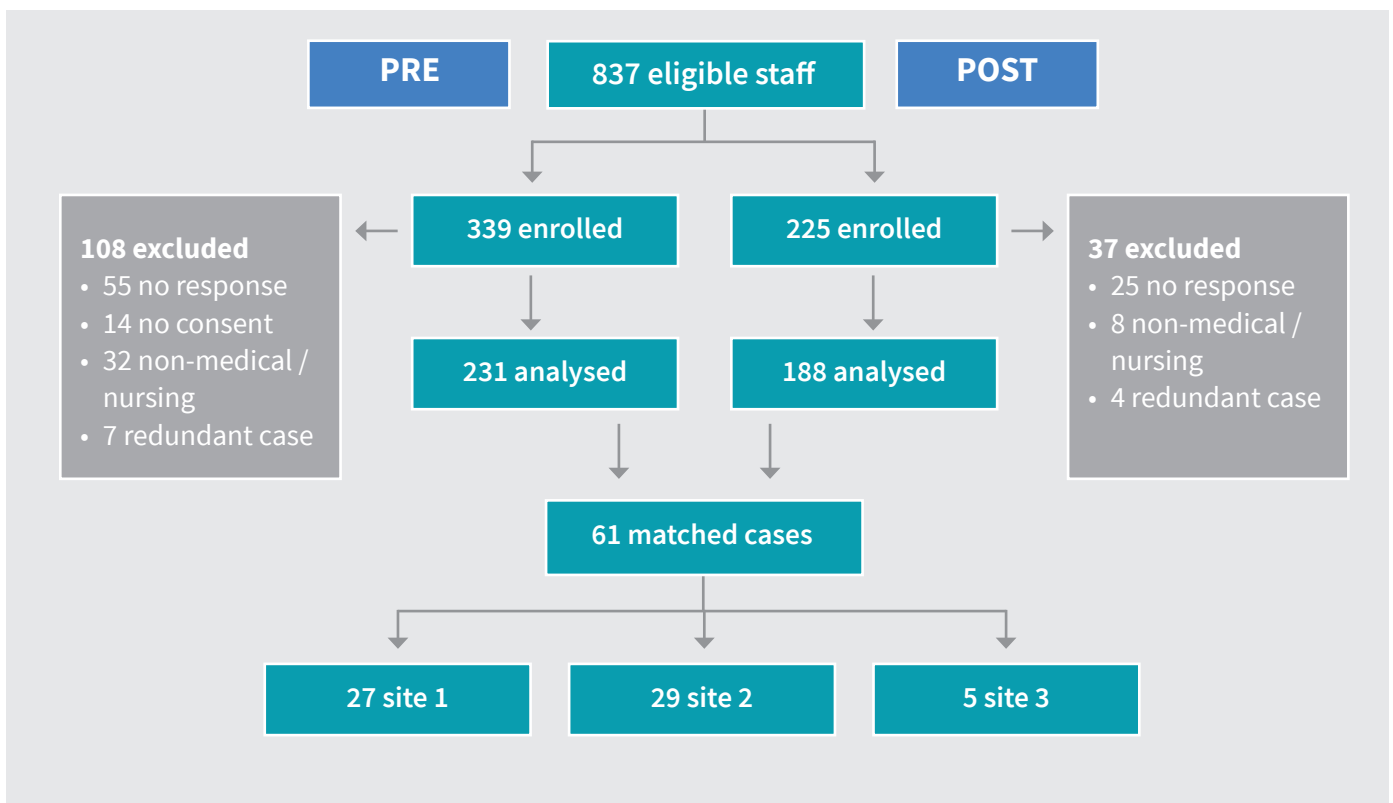 PRE
837 eligible staff
POST
339 enrolled
225 enrolled
108 excluded
• 55 no response
• 14 no consent
• 32 non-medical /
nursing
• 7 redundant case
37 excluded
• 25 no response
• 8 non-medical /
nursing
• 4 redundant case
231 analysed
188 analysed
61 matched cases
27 site 1
29 site 2
5 site 3